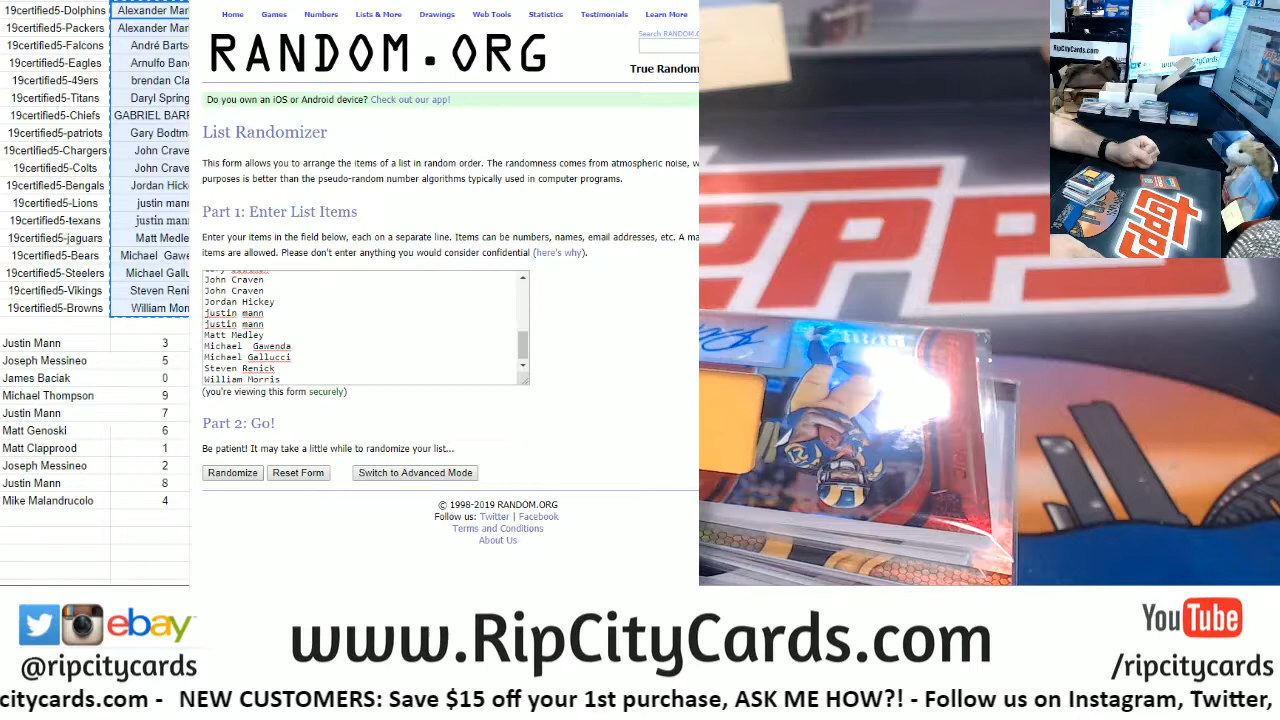 19certified5-Dolphins Alexander Mar
19certified5-Packers Alexander Mar
19certified5-Falcons André Barts
19certified5-Eagles Arnulfo Ban
19certified5-49ers brendan Cla
19certified5-Titans Daryl Spring
19certified5-Chiefs GABRIEL BARF
19certified5-patriots Gary Bodtm
19certified5-Chargers John Crave
19certified5-Colts John Crave
19certified5-Bengals Jordan Hick
19certified5-Lions justin mann
19certified5-texans justin mann
19certified5-jaguars Matt Medle
19certified5-Bears Michael Gawe
19certified5-Steelers Michael Gallu
19certified5-Vikings Steven Reni
19certified5-Browns William Mor
Justin Mann 3
Joseph Messineo 5
James Baciak 0
Michael Thompson 9
Justin Mann 7
Matt Genoski 6
Matt Clapprood 1
Joseph Messineo 2
Justin Mann 8
Mike Malandrucolo 4
Home Games Numbers Lists & More Drawings Web Tools Statistics Testimonials Learn More
RANDOM.ORG
Search RANDOM.O
True Random
Do you own an iOS or Android device? Check out our app!
List Randomizer
This form allows you to arrange the items of a list in random order. The randomness comes from atmospheric noise, w
purposes is better than the pseudo-random number algorithms typically used in computer programs.
Part 1: Enter List Items
Enter your items in the field below, each on a separate line. Items can be numbers, names, email addresses, etc. A ma
items are allowed. Please don't enter anything you would consider confidential (here's why).
John Craven
John Craven
Jordan Hickey
justin mann
justin mann
Matt Medley
Michael Gawenda
Michael Gallucci
Steven Renick
William Morris
(you're viewing this form securely)
Part 2: Go!
Be patient! It may take a little while to randomize your list...
Randomize Reset Form Switch to Advanced Mode
© 1998-2019 RANDOM.ORG
Follow us: Twitter | Facebook
Terms and Conditions
About Us
RipCityCards.com
topps
ebay
@ripcitycards
www.RipCityCards.com
YouTube
/ripcitycards
citycards.com - NEW CUSTOMERS: Save $15 off your 1st purchase, ASK ME HOW?! - Follow us on Instagram, Twitter,